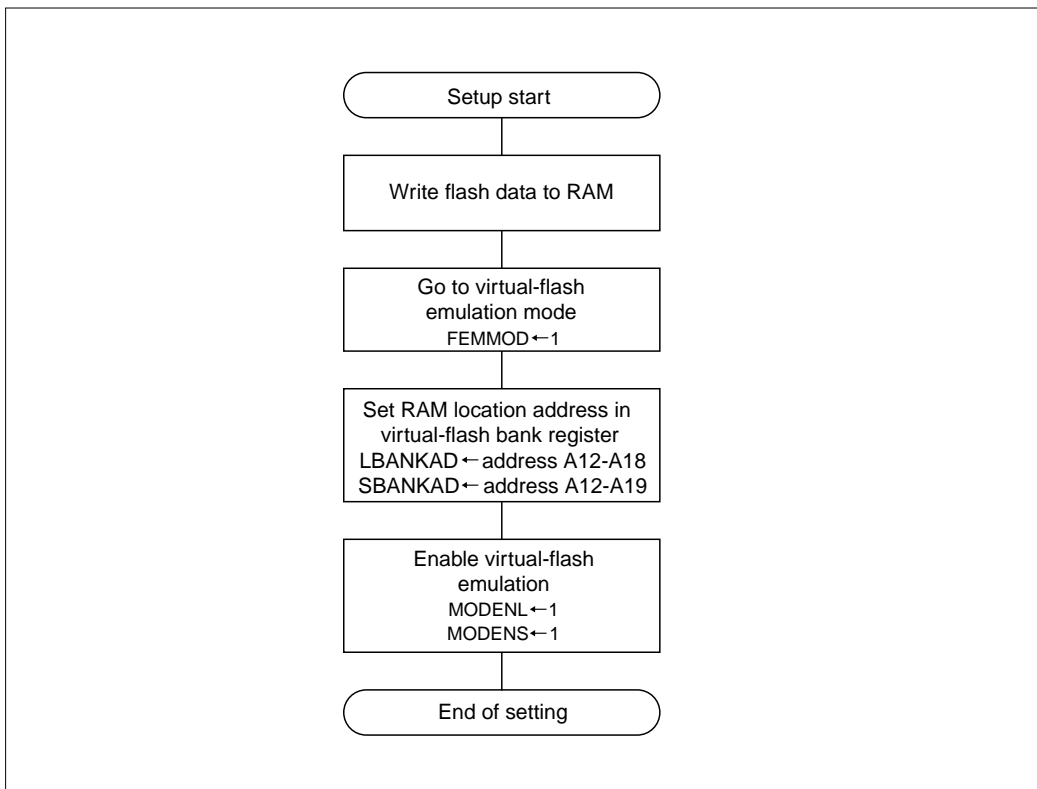 Setup start
Write flash data to RAM
Go to virtual-flash
emulation mode
FEMMOD←1
Set RAM location address in
virtual-flash bank register
LBANKAD←address A12-A18
SBANKAD←address A12-A19
Enable virtual-flash
emulation
MODENL←1
MODENS←1
End of setting